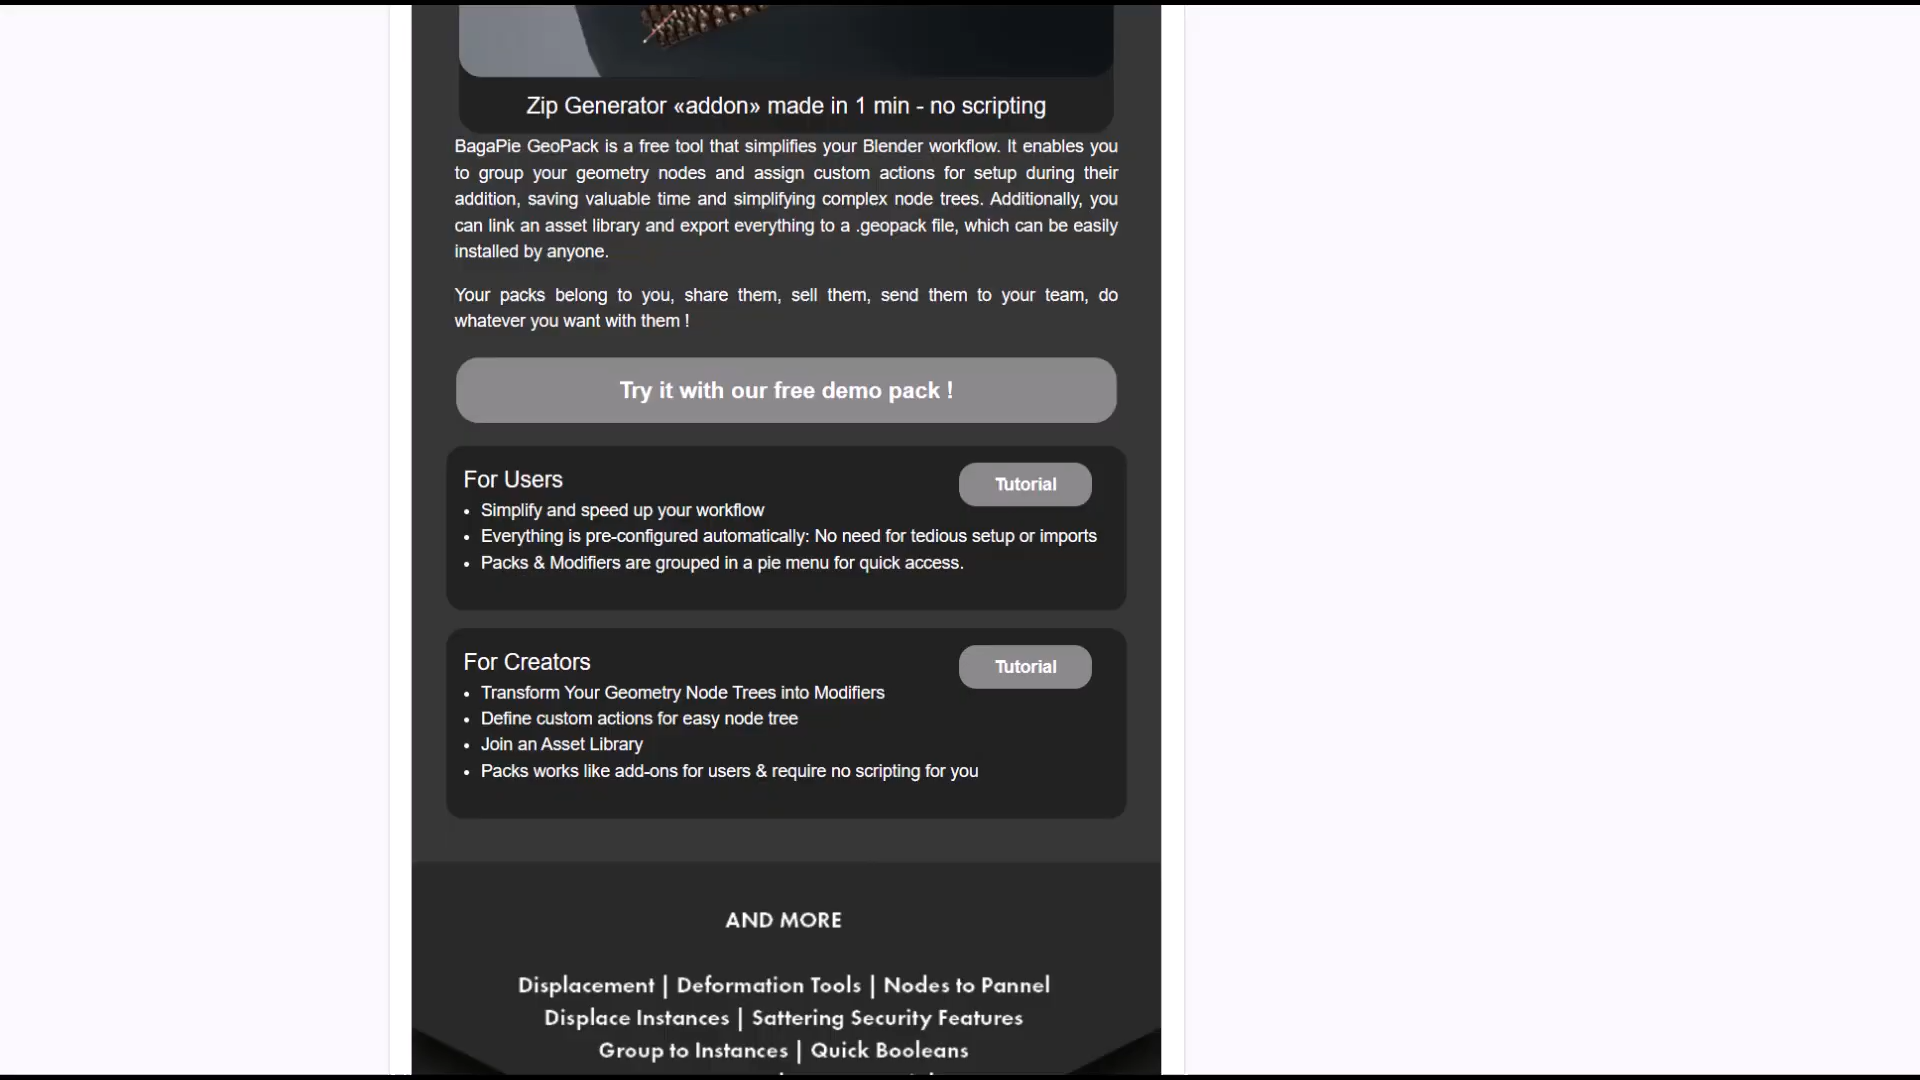 Zip Generator «addon» made in 1 min - no scripting
BagaPie GeoPack is a free tool that simplifies your Blender workflow. It enables you
to group your geometry nodes and assign custom actions for setup during their
addition, saving valuable time and simplifying complex node trees. Additionally, you
can link an asset library and export everything to a .geopack file, which can be easily
installed by anyone.
Your packs belong to you, share them, sell them, send them to your team, do
whatever you want with them !
Try it with our free demo pack !
For Users
Tutorial
• Simplify and speed up your workflow
• Everything is pre-configured automatically: No need for tedious setup or imports
• Packs & Modifiers are grouped in a pie menu for quick access.
For Creators
Tutorial
• Transform Your Geometry Node Trees into Modifiers
• Define custom actions for easy node tree
• Join an Asset Library
• Packs works like add-ons for users & require no scripting for you
AND MORE
Displacement | Deformation Tools | Nodes to Pannel
Displace Instances | Sattering Security Features
Group to Instances | Quick Booleans